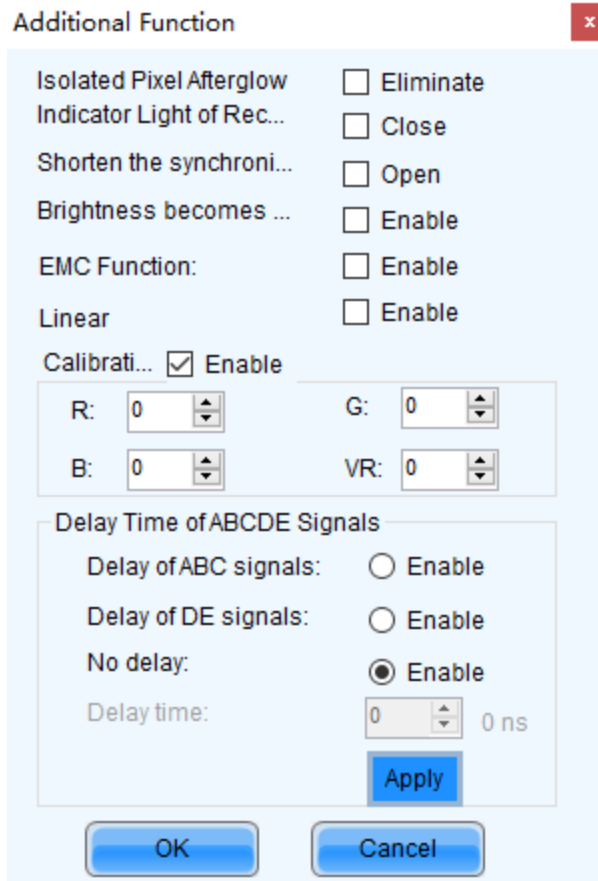 Additional Function x
Isolated Pixel Afterglow Eliminate
Indicator Light of Rec... Close
Shorten the synchroni... Open
Brightness becomes ... Enable
EMC Function: Enable
Linear Enable
Calibrati... Enable
R: 0 G: 0
B: 0 VR: 0
Delay Time of ABCDE Signals
Delay of ABC signals: Enable
Delay of DE signals: Enable
No delay: Enable
Delay time: 0 0 ns
Apply
OK Cancel